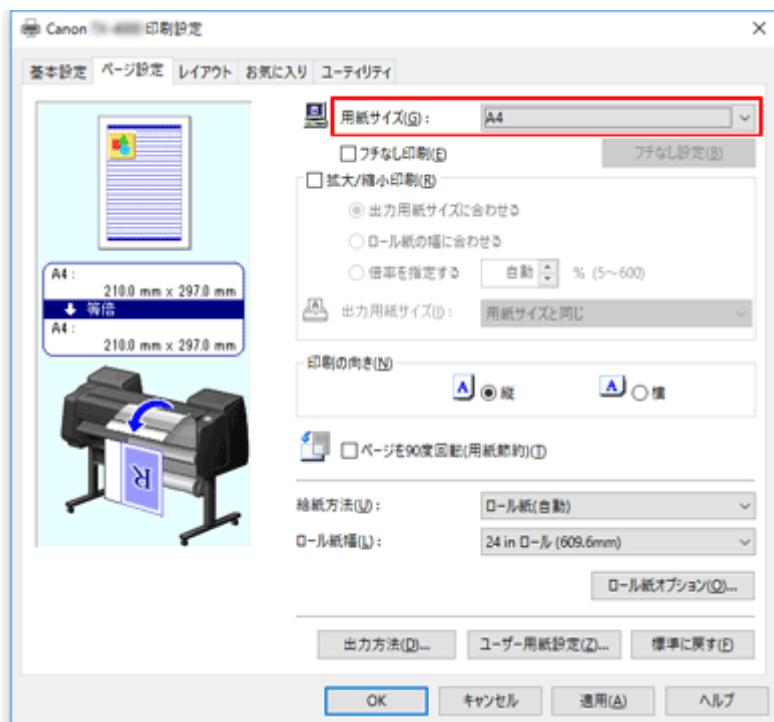 Canon 印刷設定
基本設定 ページ設定 レイアウト お気に入り ユーティリティ
用紙サイズ(G): A4
フチなし印刷(E) フチなし設定(B)
拡大/縮小印刷(R)
出力用紙サイズに合わせる
ロール紙の幅に合わせる
倍率を指定する 自動 % (5~600)
出力用紙サイズ(I): 用紙サイズと同じ
A4:
210.0 mm x 297.0 mm
等倍
A4:
210.0 mm x 297.0 mm
印刷の向き(N)
A 縦 A 横
R
ページを90度回転(用紙節約)(T)
給紙方法(U): ロール紙(自動)
ロール紙幅(L): 24 in ロール (609.6mm)
ロール紙オプション(O)...
出力方法(D)... ユーザー用紙設定(Z)... 標準に戻す(F)
OK キャンセル 適用(A) ヘルプ